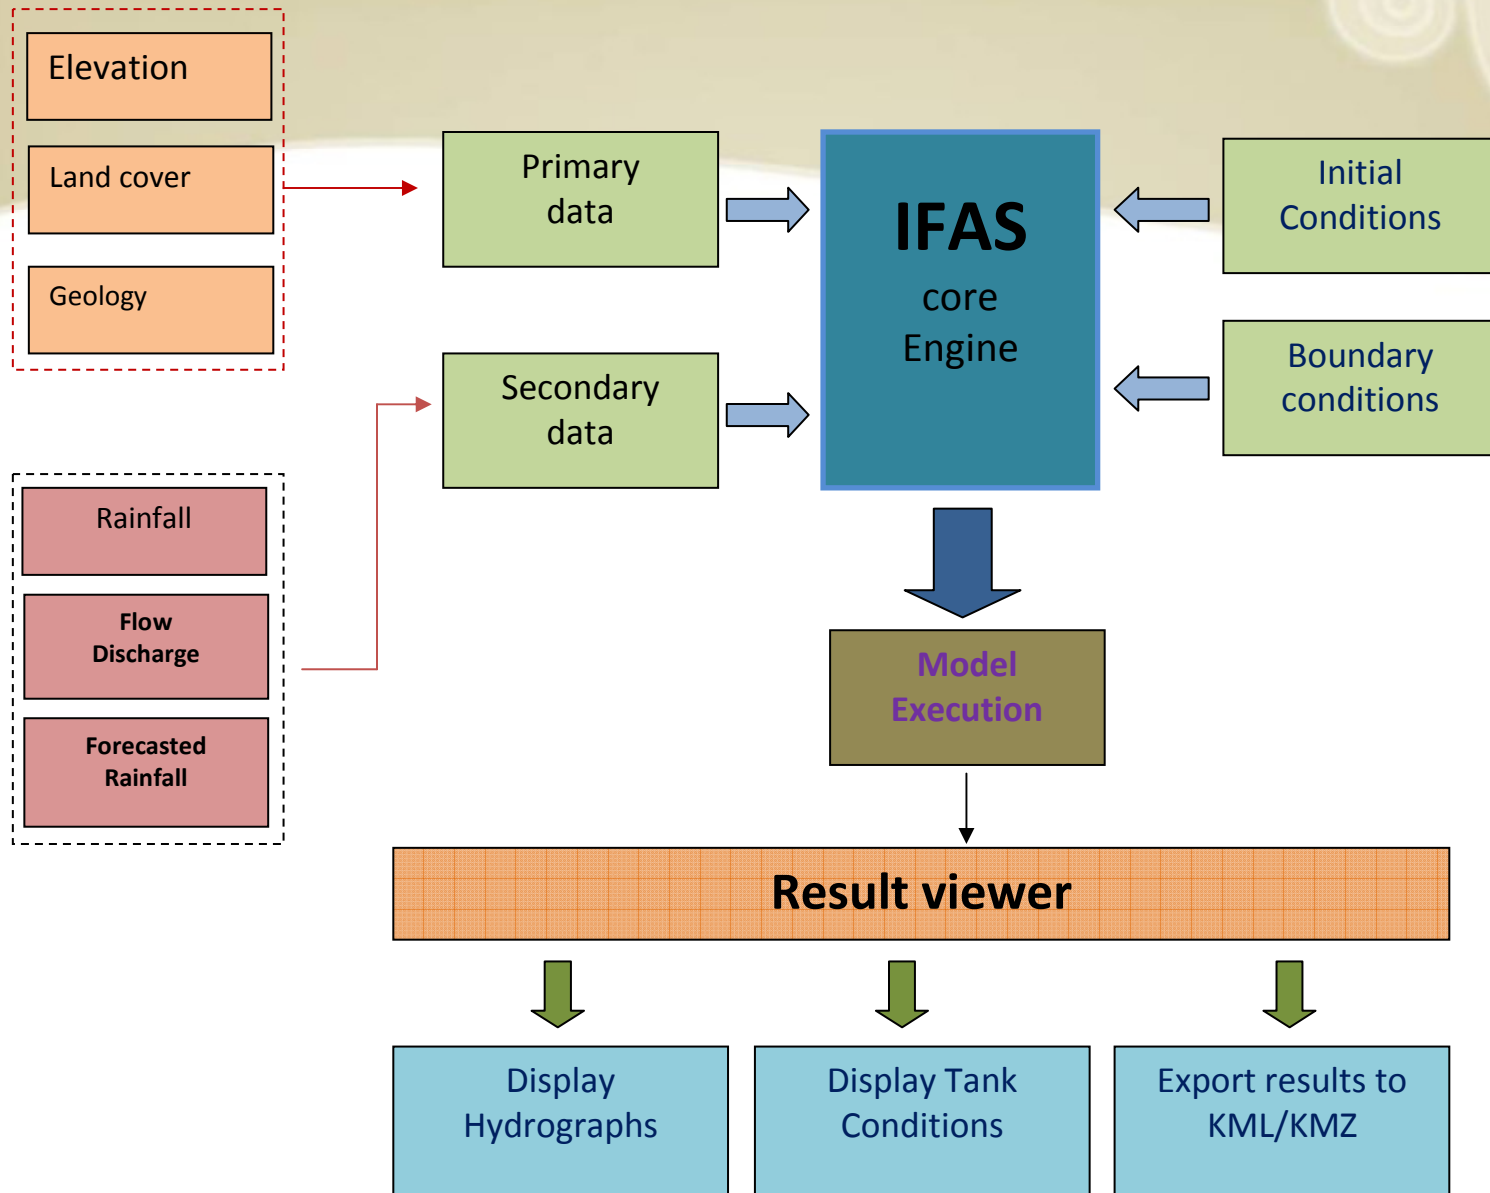 Elevation
Land cover
Geology
Primary
data
Secondary
data
IFAS
core
Engine
Initial
Conditions
Boundary
conditions
Rainfall
Flow
Discharge
Forecasted
Rainfall
Model
Execution
Result viewer
Display
Hydrographs
Display Tank
Conditions
Export results to
KML/KMZ